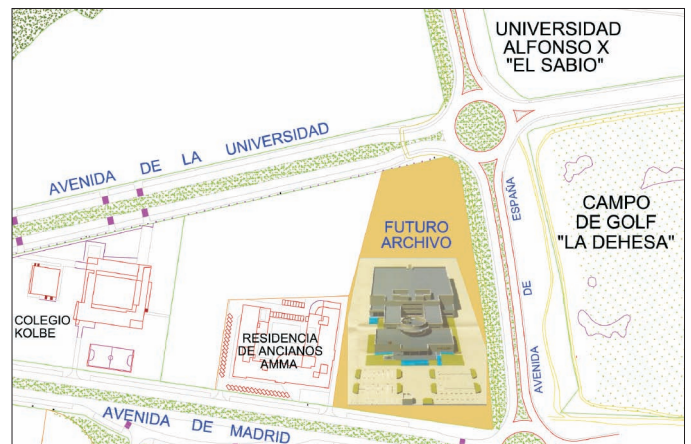 UNIVERSIDAD
ALFONSO X
"EL SABIO"
AVENIDA DE LA UNIVERSIDAD
FUTURO
ARCHIVO
AVENIDA DE ESPAÑA
CAMPO
DE GOLF
"LA DEHESA"
COLEGIO
KOLBE
RESIDENCIA
DE ANCIANOS
AMMA
AVENIDA DE MADRID